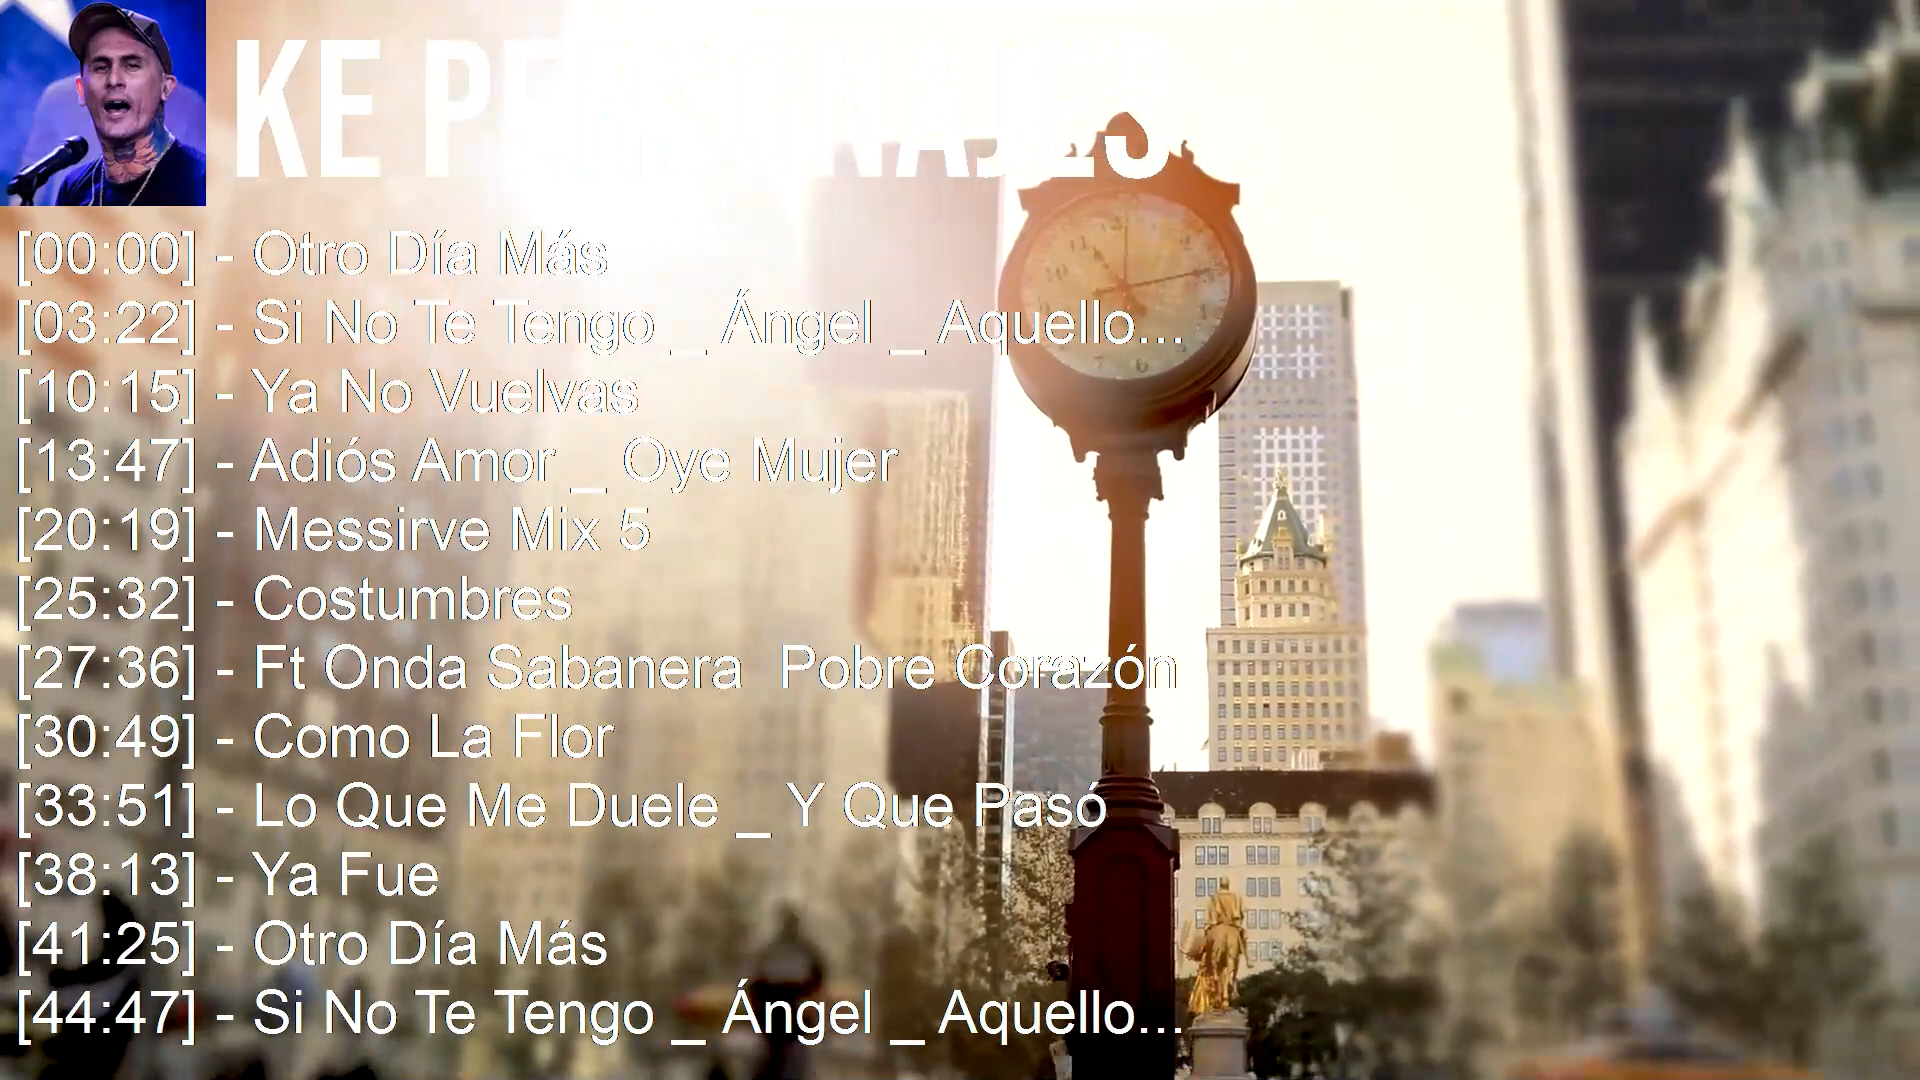 KE PERSONAJES
[00:00] - Otro Día Más
[03:22] - Si No Te Tengo _ Ángel _ Aquello...
[10:15] - Ya No Vuelvas
[13:47] - Adiós Amor _ Oye Mujer
[20:19] - Messirve Mix 5
[25:32] - Costumbres
[27:36] - Ft Onda Sabanera  Pobre Corazón
[30:49] - Como La Flor
[33:51] - Lo Que Me Duele _ Y Que Pasó
[38:13] - Ya Fue
[41:25] - Otro Día Más
[44:47] - Si No Te Tengo _ Ángel _ Aquello...